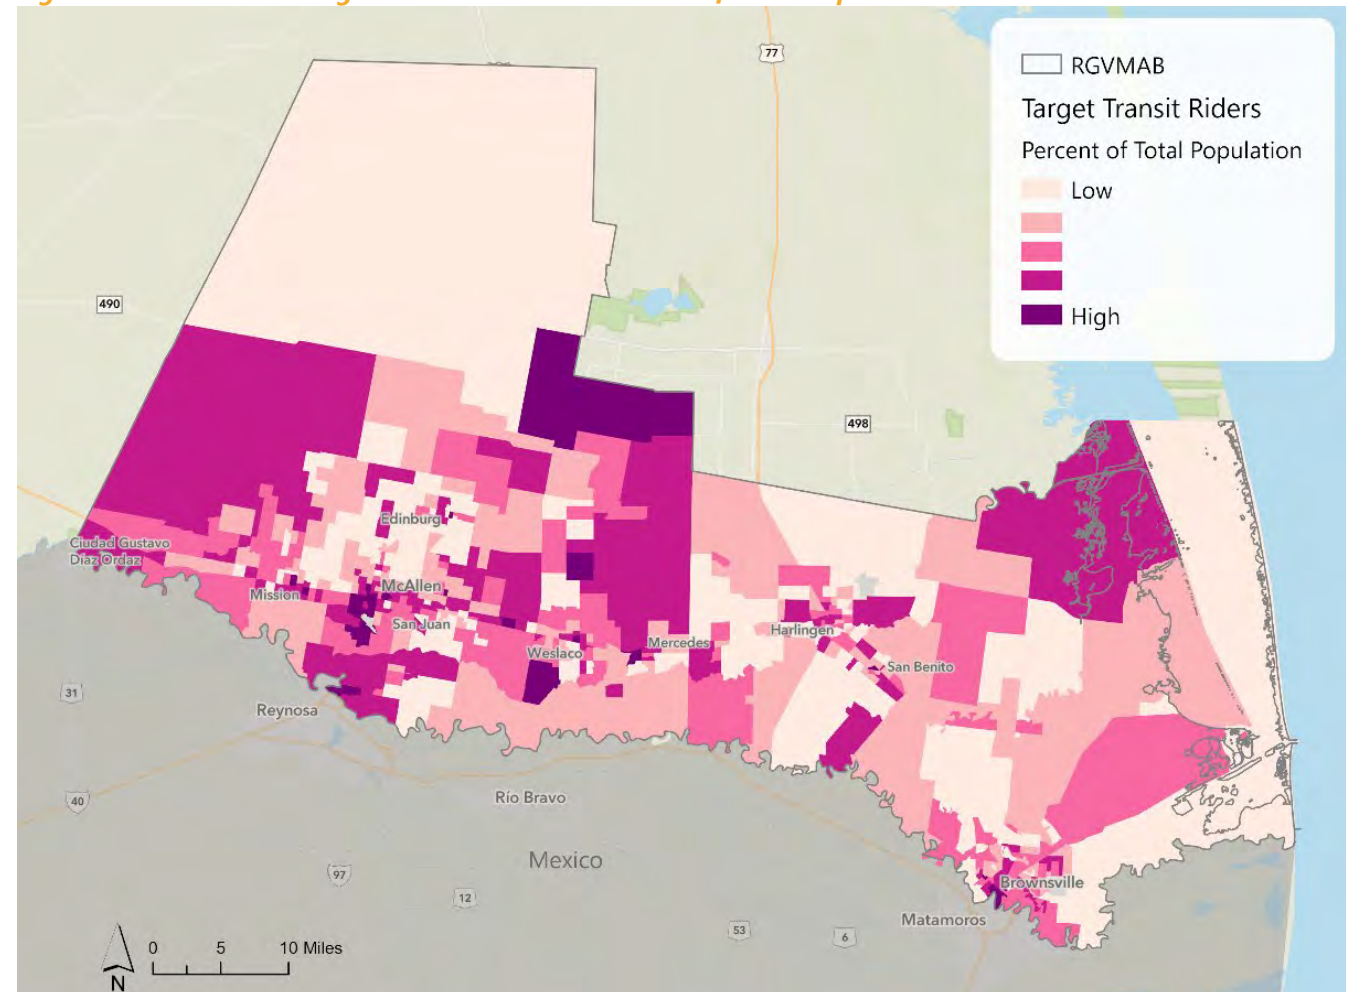 77
RGVMAB
Target Transit Riders
Percent of Total Population
Low
High
490
498
Edinburg
Ciudad Gustavo
Díaz Ordaz
McAllen
Mission
San Juan
Harlingen
Mercedes
Weslaco
San Benito
31
Reynosa
40
Río Bravo
Mexico
97
12
Brownsville
Matamoros
53
6
0 5 10 Miles
N